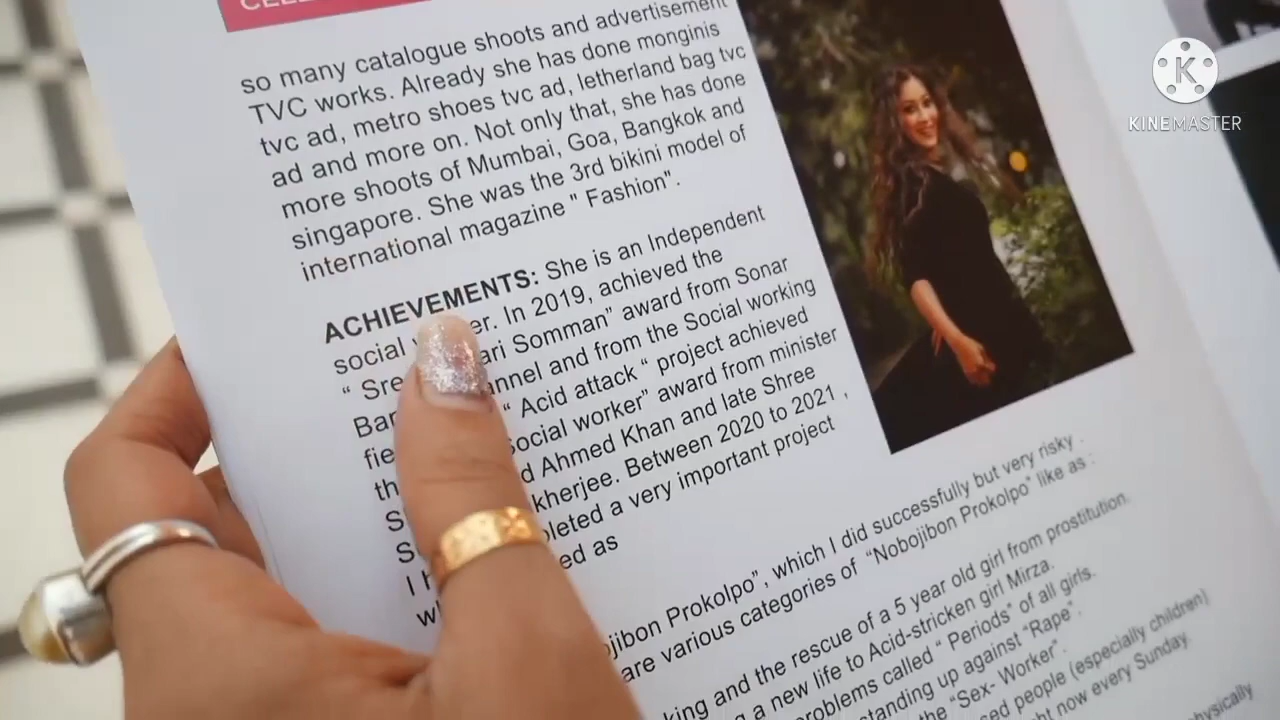 so many catalogue shoots and advertisement
TVC works. Already she has done monginis
tvc ad, metro shoes tvc ad, letherland bag tvc
ad and more on. Not only that, she has done
more shoots of Mumbai, Goa, Bangkok and
singapore. She was the 3rd bikini model of
international magazine " Fashion".
ACHIEVEMENTS: She is an Independent
social er. In 2019, achieved the
“ Sre ari Somman” award from Sonar
Ban annel and from the Social working
fie “ Acid attack “ project achieved
th social worker” award from minister
S d Ahmed Khan and late Shree
Su kherjee. Between 2020 to 2021 ,
I h leted a very important project
wh ed as
ojibon Prokolpo”, which I did successfully but very risky .
are various categories of “Nobojibon Prokolpo” like as :
king and the rescue of a 5 year old girl from prostitution.
g a new life to Acid-stricken girl Mirza.
problems called “ Periods” of all girls.
standing up against “Rape”.
the “Sex- Worker”.
sed people (especially children)
ht now every Sunday.
physically
KINEMASTER